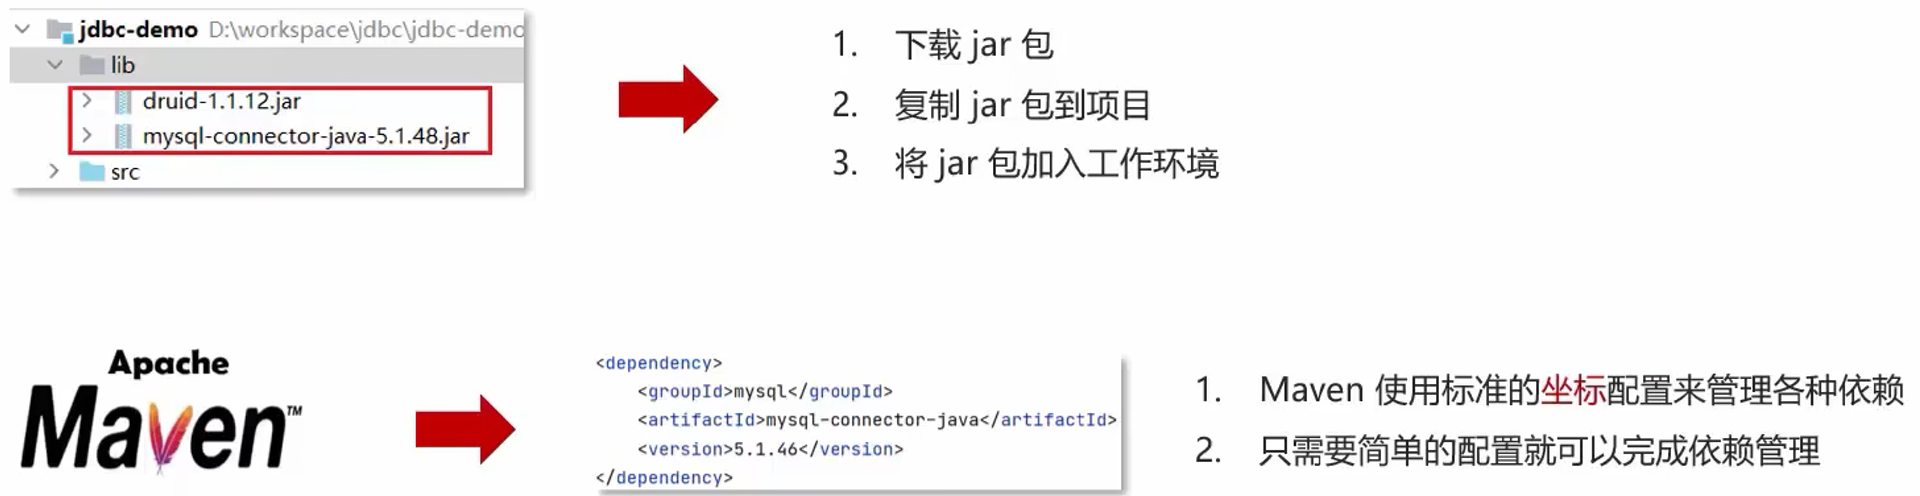 jdbc-demo D:\workspace\jdbc\jdbc-demo
lib
druid-1.1.12.jar
mysql-connector-java-5.1.48.jar
src
1. 下载 jar 包
2. 复制 jar 包到项目
3. 将 jar 包加入工作环境
Apache
Maven™
<dependency>
<groupId>mysql</groupId>
<artifactId>mysql-connector-java</artifactId>
<version>5.1.46</version>
</dependency>
1. Maven 使用标准的坐标配置来管理各种依赖
2. 只需要简单的配置就可以完成依赖管理